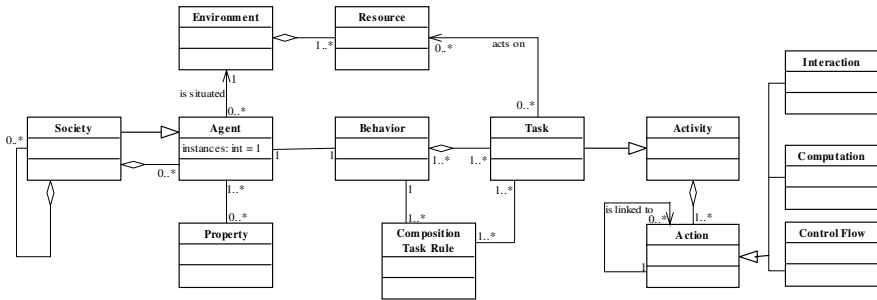 Environment
Resource
1..*
acts on
0..*
Interaction
1
is situated
0..*
0..*
0..*
Society
Agent
instances: int = 1
Behavior
Task
Activity
Computation
1
1
1..*
1..*
0..*
1..*
1
1..*
is linked to
0..*
1..*
0..*
1..*
1..*
Property
Composition
Task Rule
Action
Control Flow
1